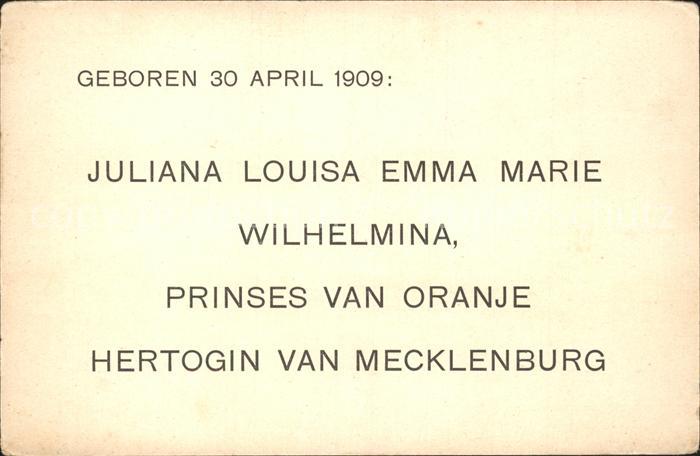 GEBOREN 30 APRIL 1909:
JULIANA LOUISA EMMA MARIE
WILHELMINA,
PRINSES VAN ORANJE
HERTOGIN VAN MECKLENBURG